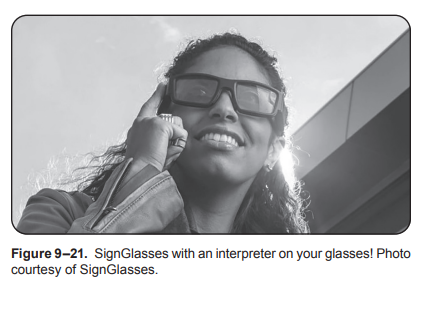 Figure 9–21. SignGlasses with an interpreter on your glasses! Photo
courtesy of SignGlasses.